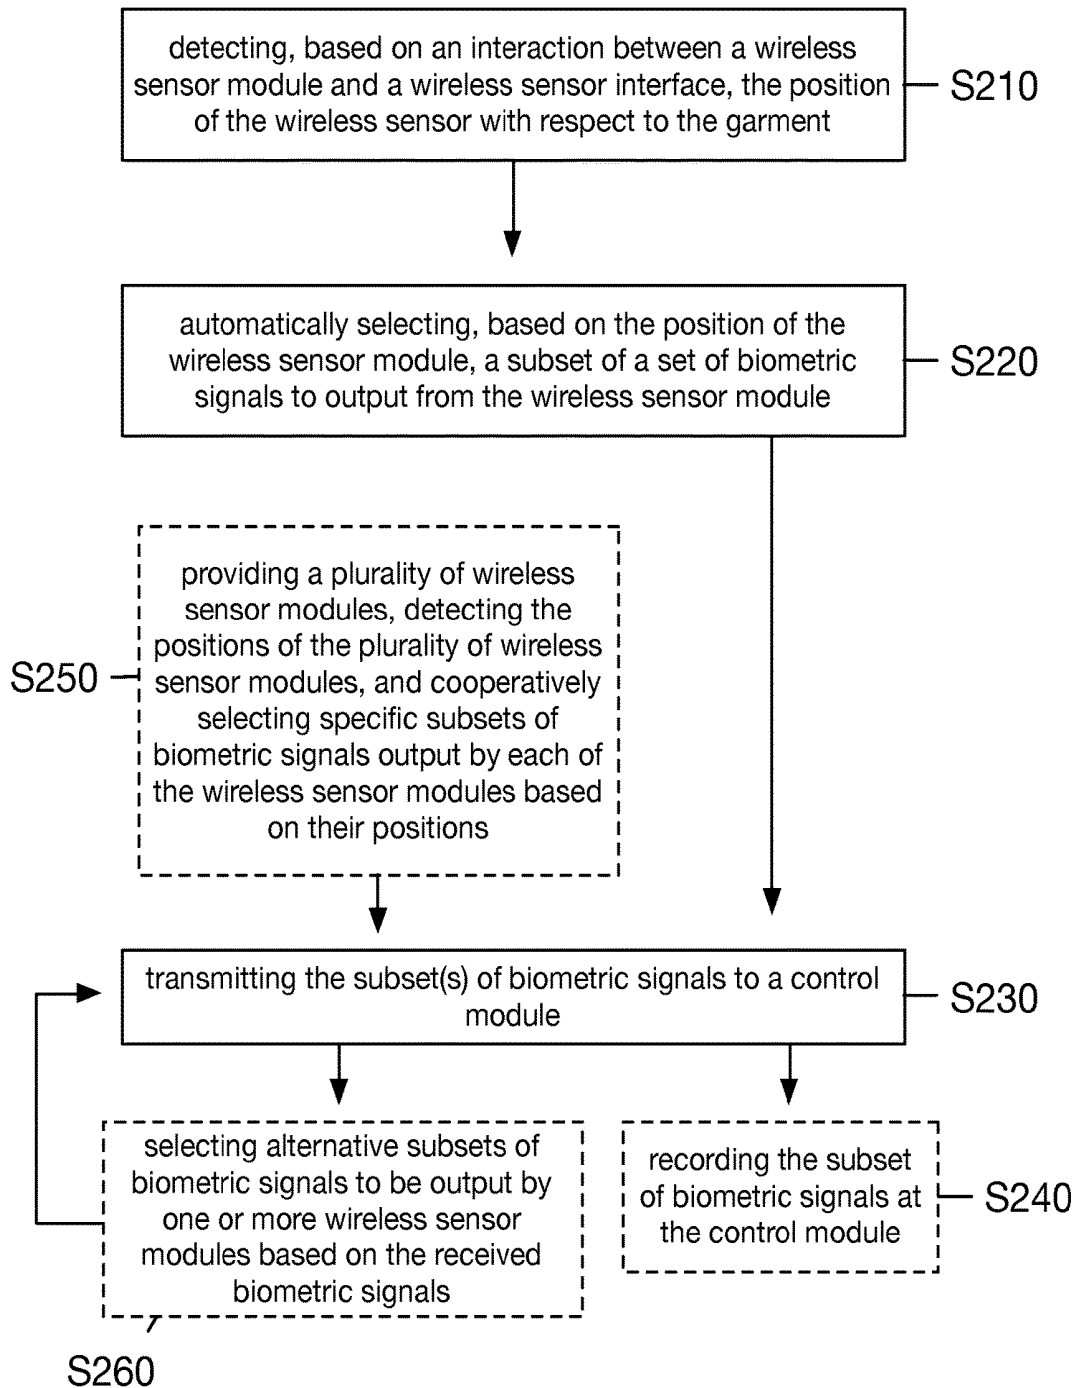 detecting, based on an interaction between a wireless
sensor module and a wireless sensor interface, the position
of the wireless sensor with respect to the garment
S210
automatically selecting, based on the position of the
wireless sensor module, a subset of a set of biometric
signals to output from the wireless sensor module
S220
providing a plurality of wireless
sensor modules, detecting the
positions of the plurality of wireless
sensor modules, and cooperatively
selecting specific subsets of
biometric signals output by each of
the wireless sensor modules based
on their positions
S250
transmitting the subset(s) of biometric signals to a control
module
S230
selecting alternative subsets of
biometric signals to be output by
one or more wireless sensor
modules based on the received
biometric signals
S260
recording the subset
of biometric signals at
the control module
S240